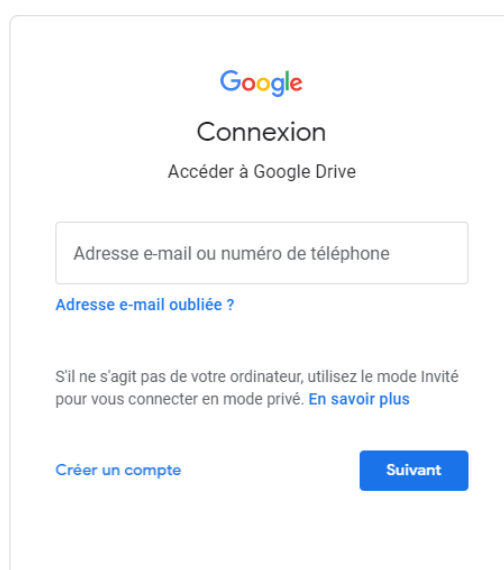 Google
Connexion
Accéder à Google Drive
Adresse e-mail ou numéro de téléphone
Adresse e-mail oubliée ?
S'il ne s'agit pas de votre ordinateur, utilisez le mode Invité
pour vous connecter en mode privé. En savoir plus
Créer un compte
Suivant